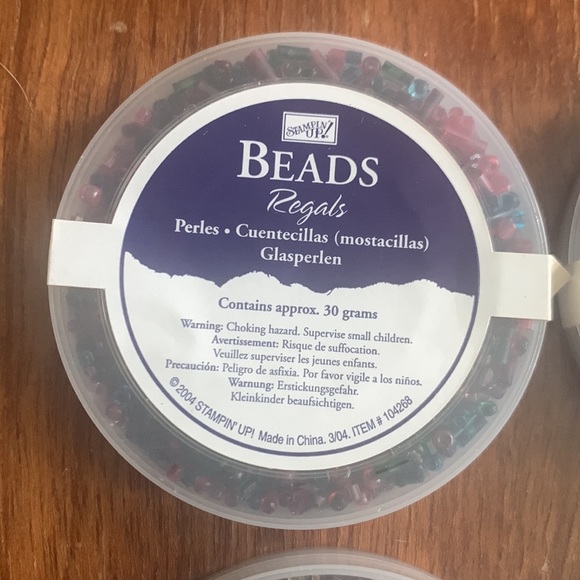 STAMPIN' UP!
BEADS
Regals
Perles • Cuentecillas (mostacillas)
Glasperlen
Contains approx. 30 grams
Warning: Choking hazard. Supervise small children.
Avertissement: Risque de suffocation.
Veuillez superviser les jeunes enfants.
Precaución: Peligro de asfixia. Por favor vigile a los niños.
Warnung: Erstickungsgefahr.
Kleinkinder beaufsichtigen.
© 2004 STAMPIN' UP! Made in China. 3/04. ITEM # 104268